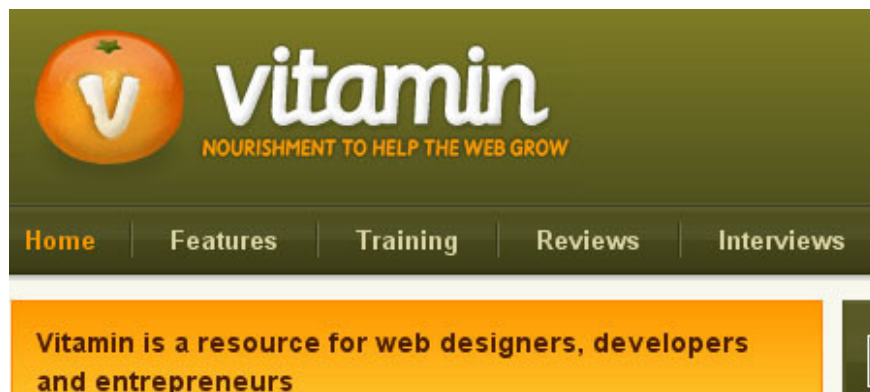 V
vitamin
NOURISHMENT TO HELP THE WEB GROW
Home Features Training Reviews Interviews
Vitamin is a resource for web designers, developers
and entrepreneurs